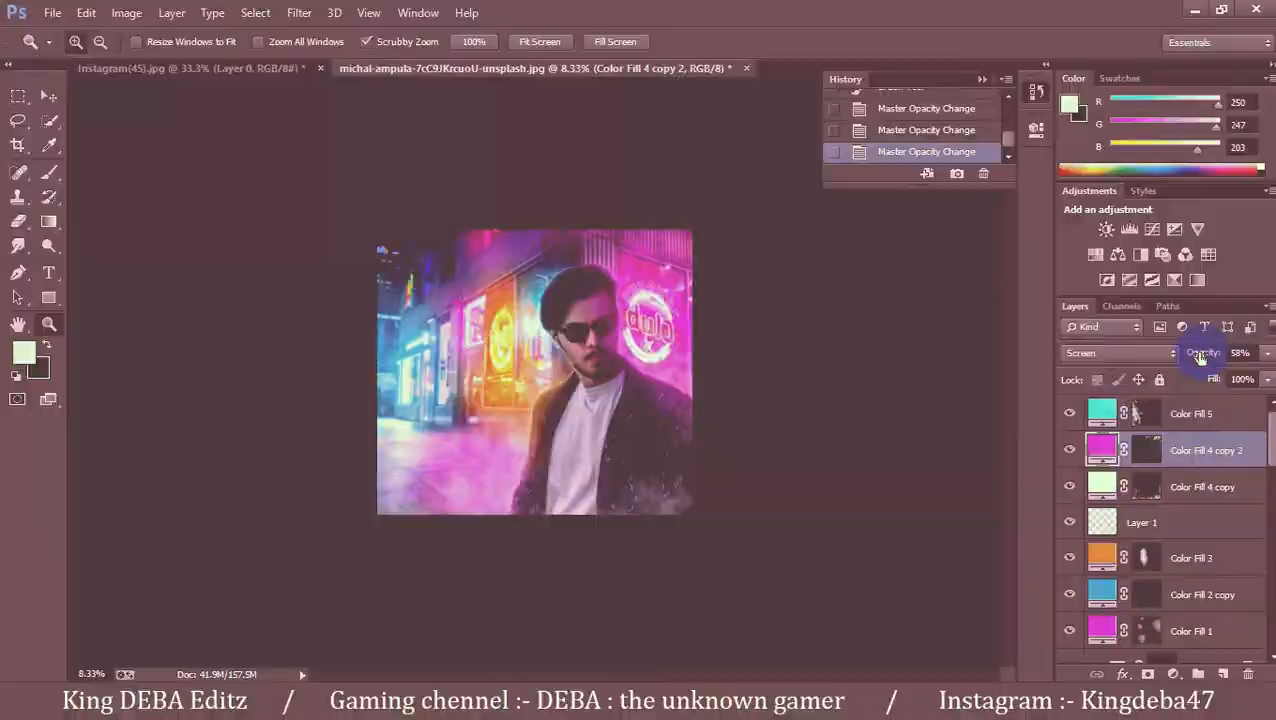 Ps File Edit Image Layer Type Select Filter 3D View Window Help
Resize Windows to Fit Zoom All Windows Scrubby Zoom 100% Fit Screen Fill Screen Essentials
Instagram(45).jpg @ 33.3% (Layer 0, RGB/8#) * × michal-ampula-7cC9JKrcuoU-unsplash.jpg @ 8.33% (Color Fill 4 copy 2, RGB/8) * ×
History
Master Opacity Change
Master Opacity Change
Master Opacity Change
Color Swatches
R 250
G 247
B 203
Adjustments Styles
Add an adjustment
Layers Channels Paths
Kind
Screen Opacity: 58%
Lock: Fill: 100%
Color Fill 5
Color Fill 4 copy 2
Color Fill 4 copy
Layer 1
Color Fill 3
Color Fill 2 copy
Color Fill 1
8.33% Doc: 41.9M/157.5M
King DEBA Editz / Gaming chennel :- DEBA : the unknown gamer / Instagram :- Kingdeba47